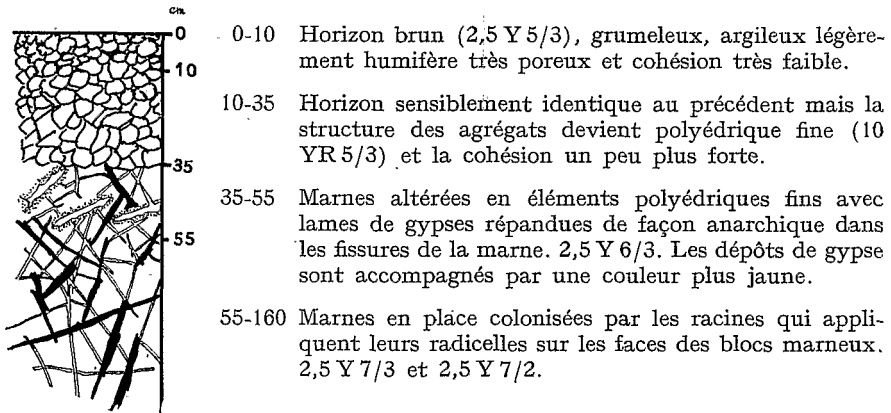 cm
0
10
35
55
0-10 Horizon brun (2,5 Y 5/3), grumeleux, argileux légère-
ment humifère très poreux et cohésion très faible.
10-35 Horizon sensiblement identique au précédent mais la
structure des agrégats devient polyédrique fine (10
YR 5/3) et la cohésion un peu plus forte.
35-55 Marnes altérées en éléments polyédriques fins avec
lames de gypses répandues de façon anarchique dans
les fissures de la marne. 2,5 Y 6/3. Les dépôts de gypse
sont accompagnés par une couleur plus jaune.
55-160 Marnes en place colonisées par les racines qui appli-
quent leurs radicelles sur les faces des blocs marneux.
2,5 Y 7/3 et 2,5 Y 7/2.